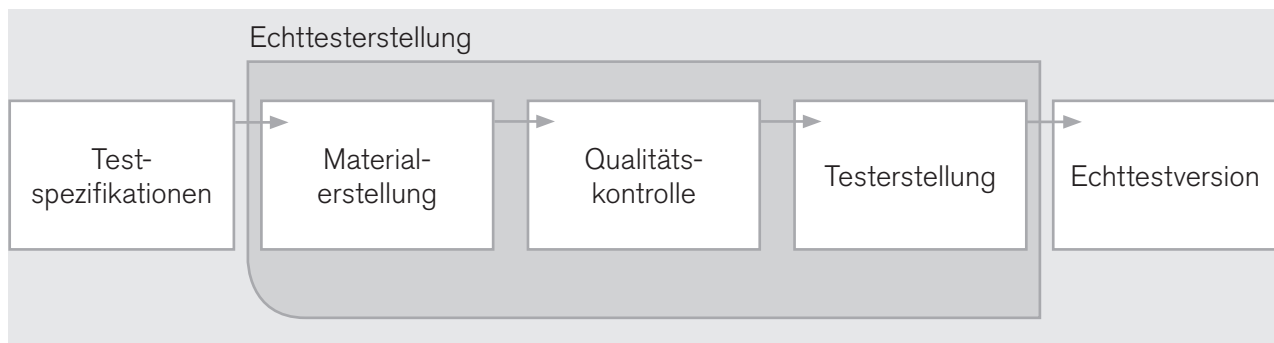 Echttesterstellung
Test-
spezifikationen
Material-
erstellung
Qualitäts-
kontrolle
Testerstellung
Echttestversion